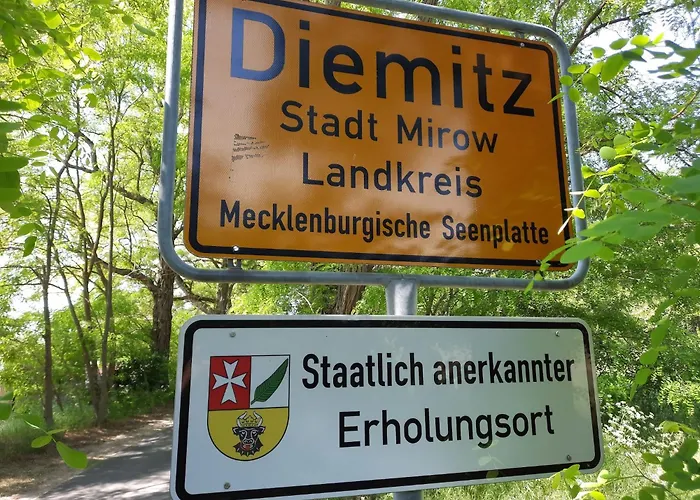 Diemitz
Stadt Mirow
Landkreis
Mecklenburgische Seenplatte
Staatlich anerkannter
Erholungsort